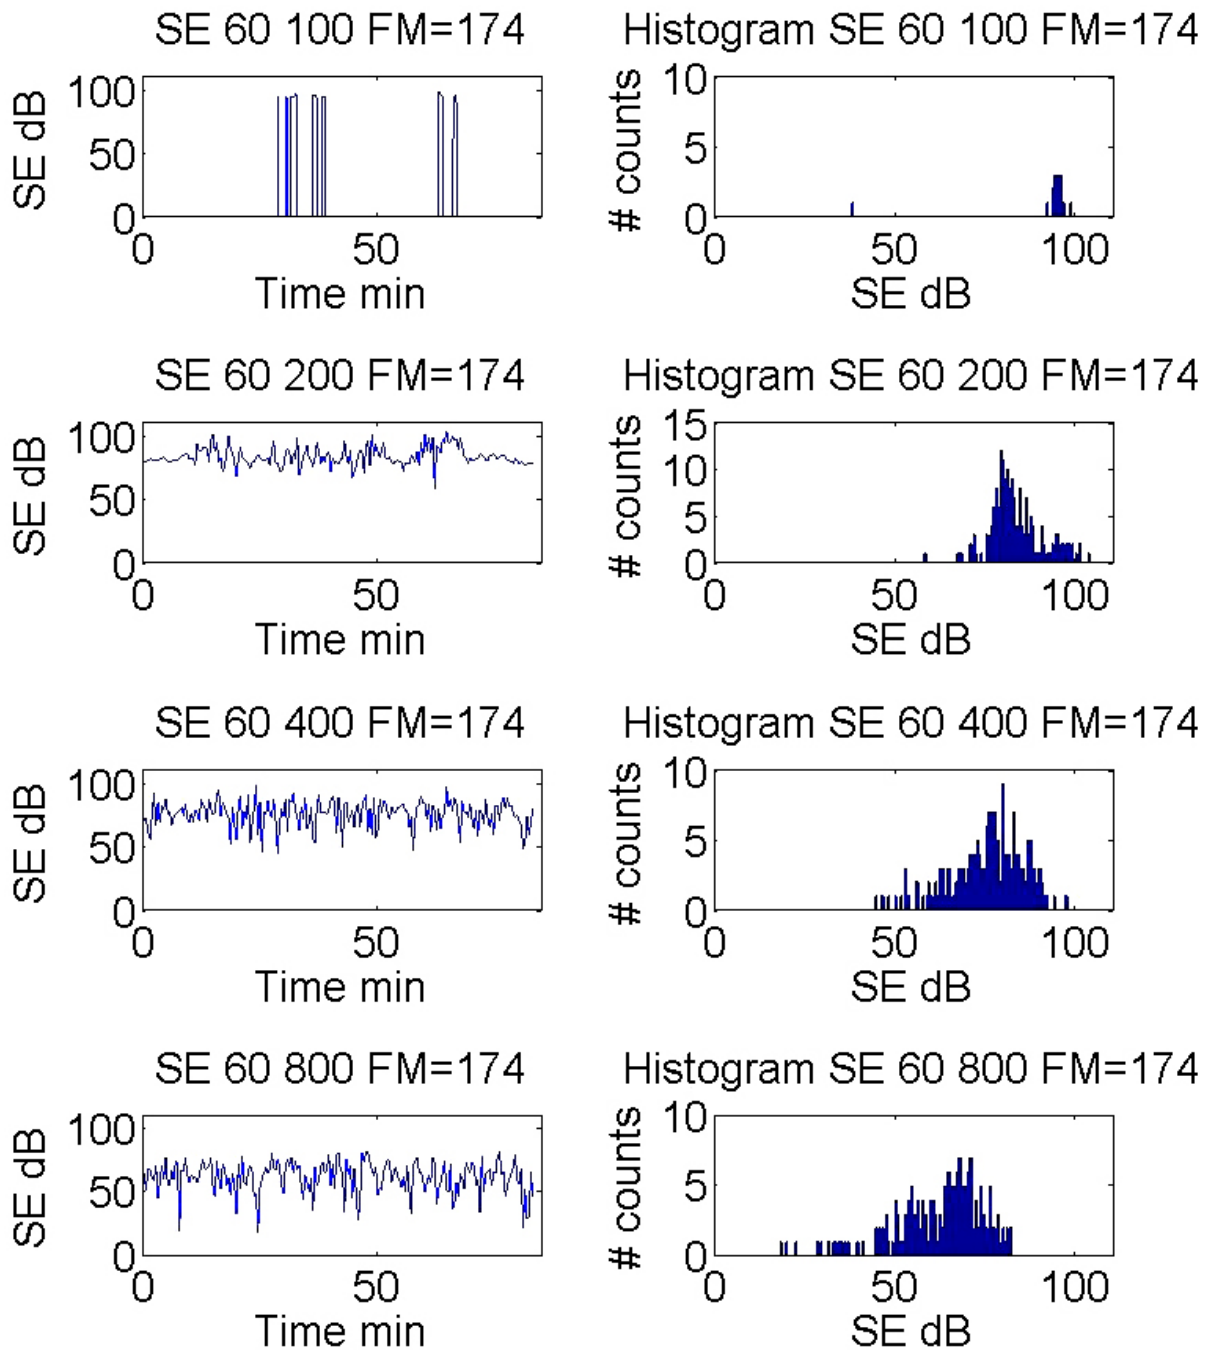 SE 60 100 FM=174
SE dB
100
50
0
0 50
Time min
Histogram SE 60 100 FM=174
# counts
10
5
0
0 50 100
SE dB
SE 60 200 FM=174
SE dB
100
50
0
0 50
Time min
Histogram SE 60 200 FM=174
# counts
15
10
5
0
0 50 100
SE dB
SE 60 400 FM=174
SE dB
100
50
0
0 50
Time min
Histogram SE 60 400 FM=174
# counts
10
5
0
0 50 100
SE dB
SE 60 800 FM=174
SE dB
100
50
0
0 50
Time min
Histogram SE 60 800 FM=174
# counts
10
5
0
0 50 100
SE dB